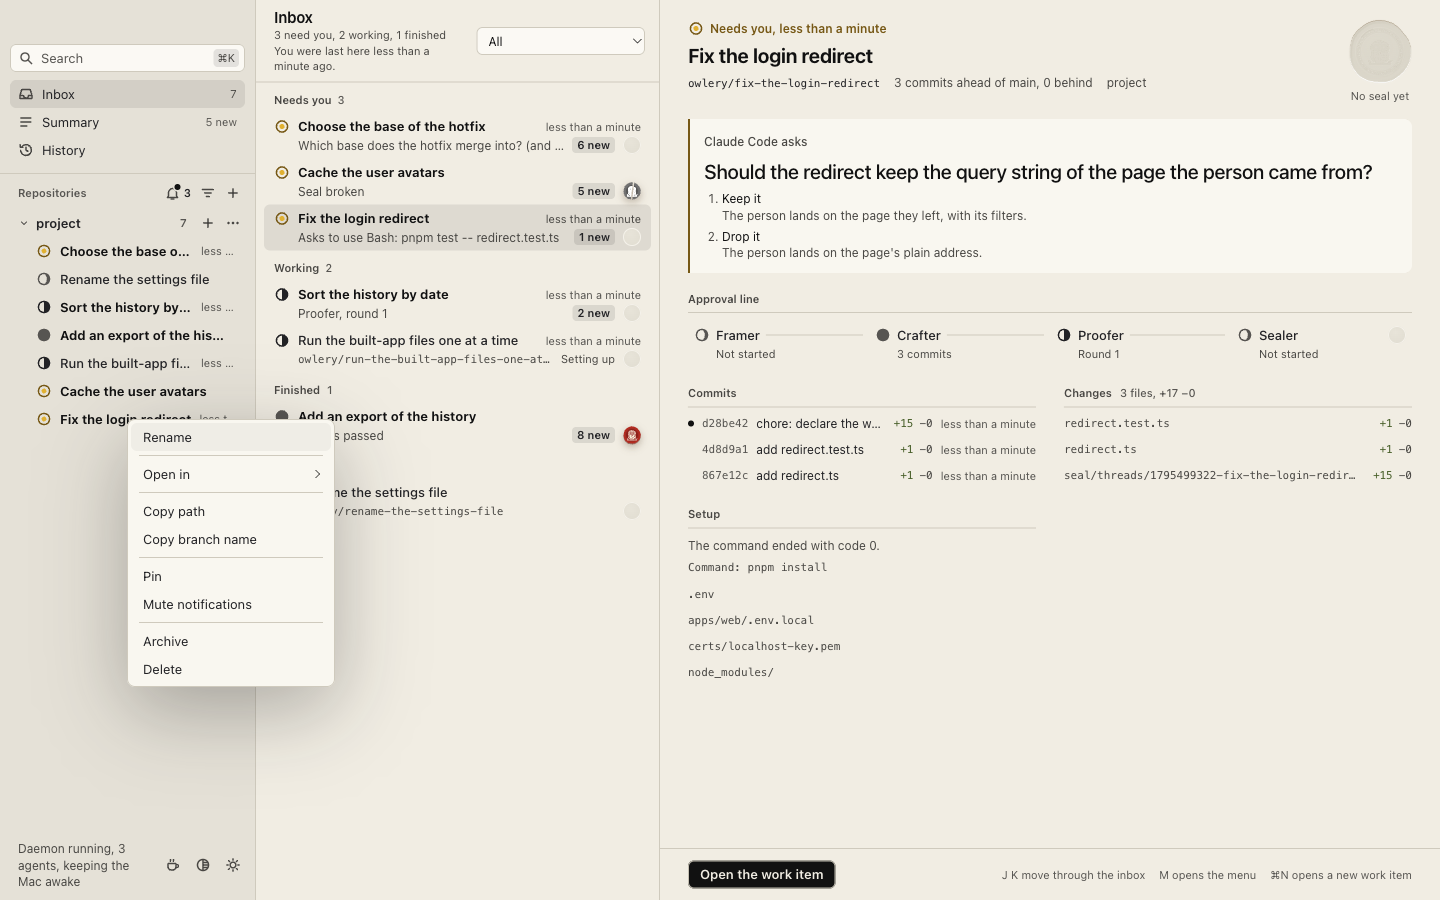 Search ⌘K
Inbox 7
Summary 5 new
History
Repositories 3
project 7
Choose the base o... less ...
Rename the settings file
Sort the history by... less ...
Add an export of the his...
Run the built-app fi... less ...
Cache the user avatars
Fix the login redirect
Rename
Open in
Copy path
Copy branch name
Pin
Mute notifications
Archive
Delete
Daemon running, 3
agents, keeping the
Mac awake
Inbox
3 need you, 2 working, 1 finished
You were last here less than a
minute ago.
All
Needs you 3
Choose the base of the hotfix less than a minute
Which base does the hotfix merge into? (and ... 6 new
Cache the user avatars
Seal broken 5 new
Fix the login redirect less than a minute
Asks to use Bash: pnpm test -- redirect.test.ts 1 new
Working 2
Sort the history by date less than a minute
Proofer, round 1 2 new
Run the built-app files one at a time less than a minute
owlery/run-the-built-app-files-one-at… Setting up
Finished 1
Add an export of the history
s passed 8 new
me the settings file
/rename-the-settings-file
Needs you, less than a minute
Fix the login redirect
owlery/fix-the-login-redirect 3 commits ahead of main, 0 behind project
No seal yet
Claude Code asks
Should the redirect keep the query string of the page the person came from?
1. Keep it
The person lands on the page they left, with its filters.
2. Drop it
The person lands on the page's plain address.
Approval line
Framer Crafter Proofer Sealer
Not started 3 commits Round 1 Not started
Commits
d28be42 chore: declare the w... +15 −0 less than a minute
4d8d9a1 add redirect.test.ts +1 −0 less than a minute
867e12c add redirect.ts +1 −0 less than a minute
Changes 3 files, +17 −0
redirect.test.ts +1 −0
redirect.ts +1 −0
seal/threads/1795499322-fix-the-login-redir… +15 −0
Setup
The command ended with code 0.
Command: pnpm install
.env
apps/web/.env.local
certs/localhost-key.pem
node_modules/
Open the work item
J K move through the inbox M opens the menu ⌘N opens a new work item